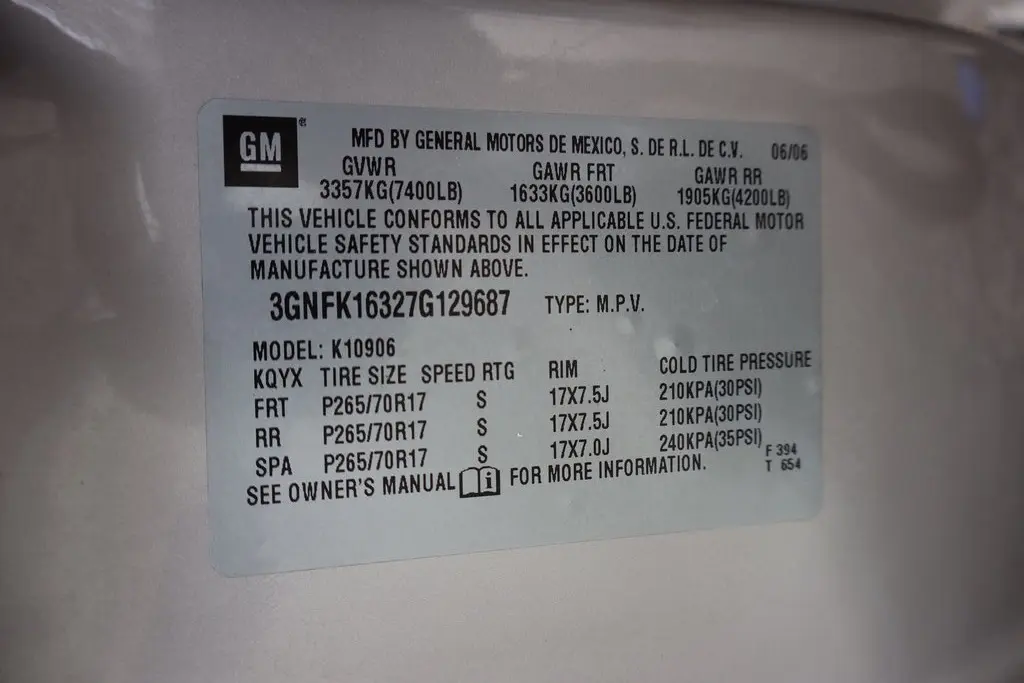 GM®
MFD BY GENERAL MOTORS DE MEXICO, S. DE R.L. DE C.V. 06/06
GVWR GAWR FRT GAWR RR
3357KG(7400LB) 1633KG(3600LB) 1905KG(4200LB)
THIS VEHICLE CONFORMS TO ALL APPLICABLE U.S. FEDERAL MOTOR
VEHICLE SAFETY STANDARDS IN EFFECT ON THE DATE OF
MANUFACTURE SHOWN ABOVE.
3GNFK16327G129687 TYPE: M.P.V.
MODEL: K10906
KQYX TIRE SIZE SPEED RTG RIM COLD TIRE PRESSURE
FRT P265/70R17 S 17X7.5J 210KPA(30PSI)
RR P265/70R17 S 17X7.5J 210KPA(30PSI)
SPA P265/70R17 S 17X7.0J 240KPA(35PSI)
F 394
T 654
SEE OWNER'S MANUAL i FOR MORE INFORMATION.